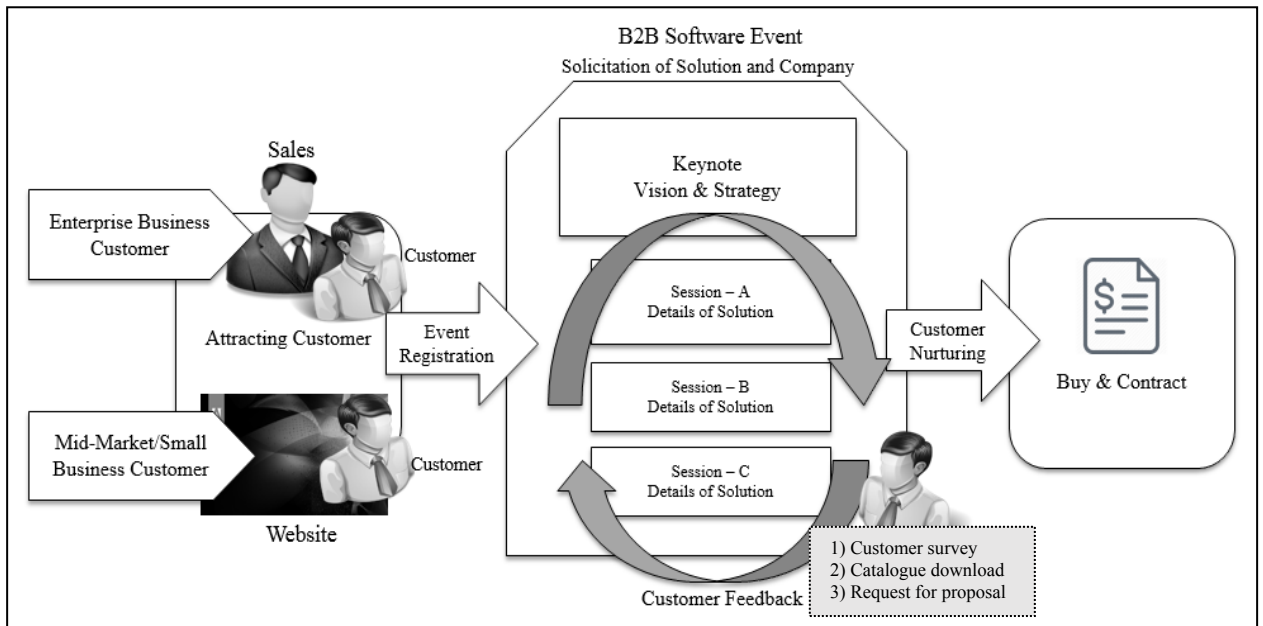 B2B Software Event
Solicitation of Solution and Company
Sales
Enterprise Business
Customer
Customer
Attracting Customer
Mid-Market/Small
Business Customer
Customer
Website
Event
Registration
Keynote
Vision & Strategy
Session – A
Details of Solution
Session – B
Details of Solution
Session – C
Details of Solution
Customer Feedback
1) Customer survey
2) Catalogue download
3) Request for proposal
Customer
Nurturing
$
Buy & Contract